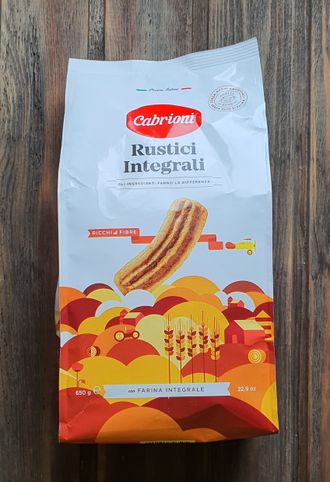 Cabrioni
Rustici
Integrali
GLI INGREDIENTI FANNO LA DIFFERENZA
RICCHI di FIBRE
650 g e
con FARINA INTEGRALE
22.9 oz